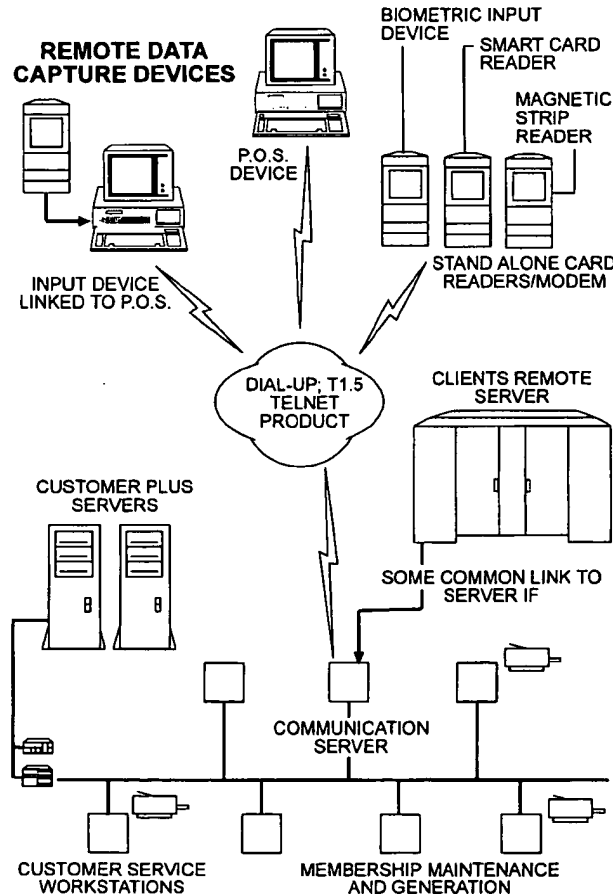 REMOTE DATA
CAPTURE DEVICES
BIOMETRIC INPUT
DEVICE
SMART CARD
READER
MAGNETIC
STRIP
READER
P.O.S.
DEVICE
INPUT DEVICE
LINKED TO P.O.S.
STAND ALONE CARD
READERS/MODEM
DIAL-UP; T1.5
TELNET
PRODUCT
CLIENTS REMOTE
SERVER
CUSTOMER PLUS
SERVERS
SOME COMMON LINK TO
SERVER IF
COMMUNICATION
SERVER
CUSTOMER SERVICE
WORKSTATIONS
MEMBERSHIP MAINTENANCE
AND GENERATION